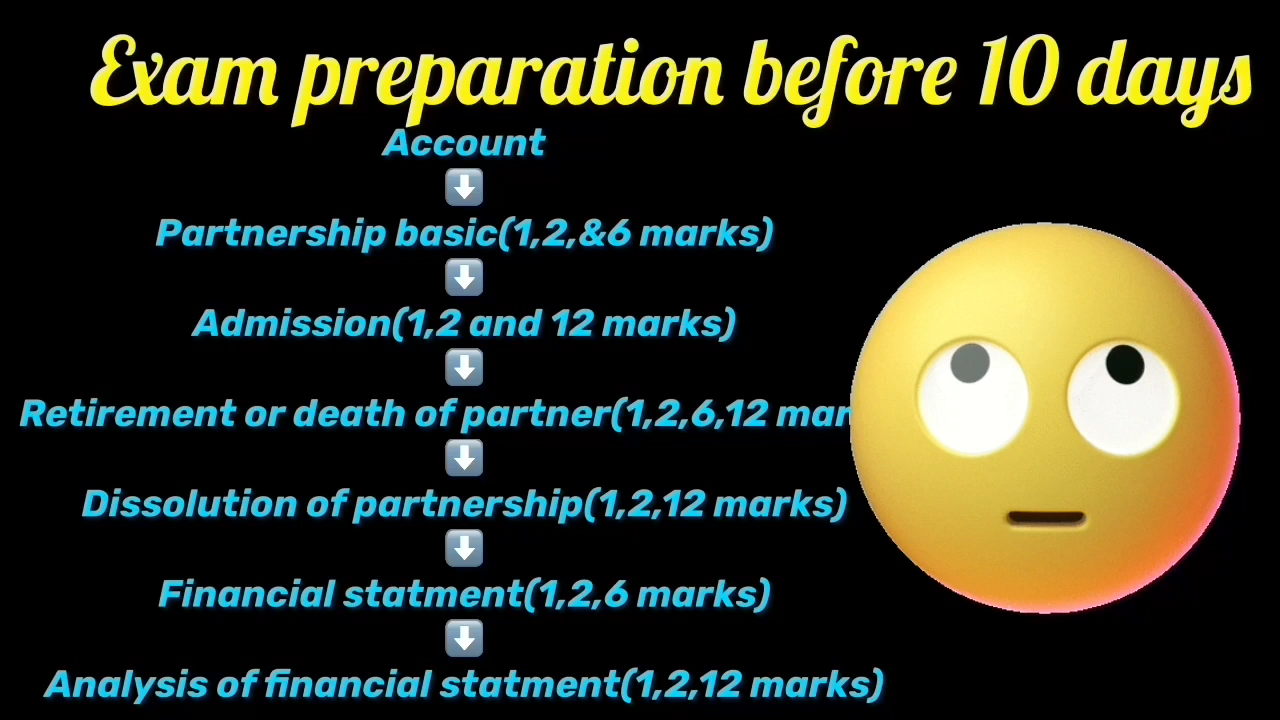 Exam preparation before 10 days
Account
Partnership basic(1,2,&6 marks)
Admission(1,2 and 12 marks)
Retirement or death of partner(1,2,6,12 mar
Dissolution of partnership(1,2,12 marks)
Financial statment(1,2,6 marks)
Analysis of financial statment(1,2,12 marks)